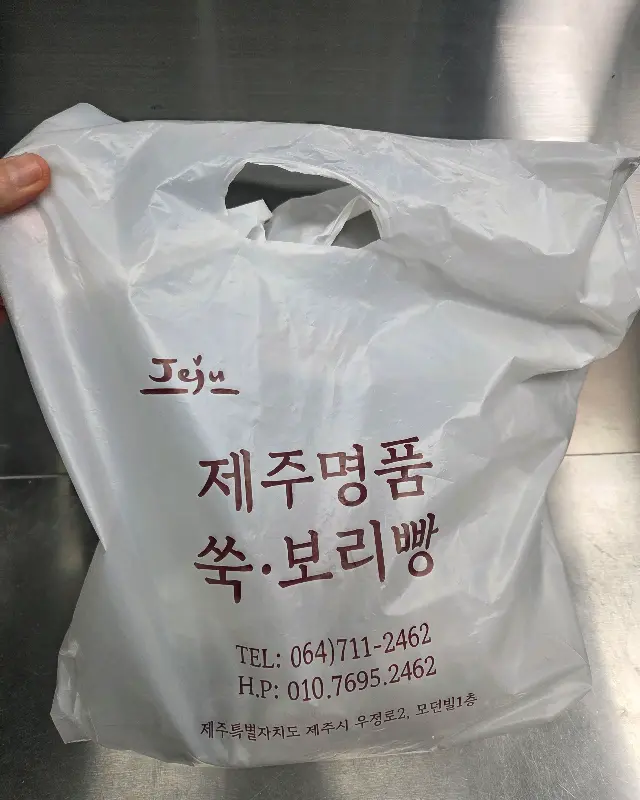 Jeju
제주명품
쑥·보리빵
TEL: 064)711-2462
H.P: 010.7695.2462
제주특별자치도 제주시 우정로2, 모던빌1층